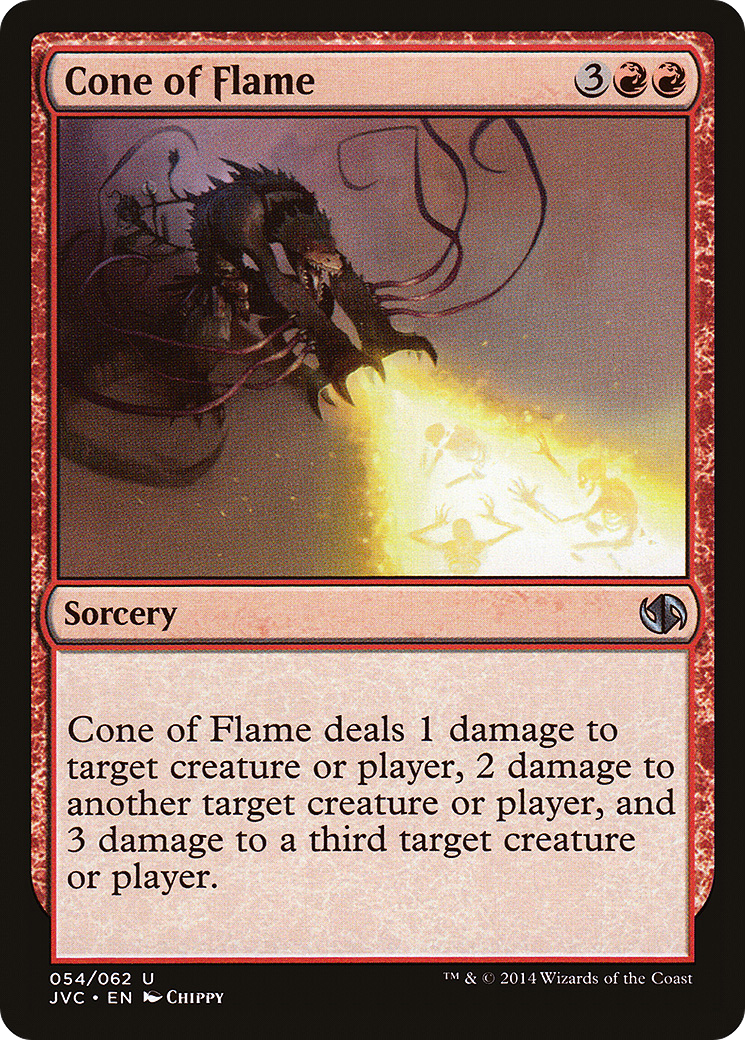 Cone of Flame 3
Sorcery
Cone of Flame deals 1 damage to
target creature or player, 2 damage to
another target creature or player, and
3 damage to a third target creature
or player.
054/062 U
™ & © 2014 Wizards of the Coast
JVC • EN CHIPPY